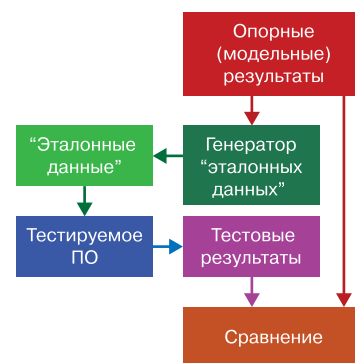 Опорные
(модельные)
результаты
“Эталонные
данные”
Генератор
“эталонных
данных”
Тестируемое
ПО
Тестовые
результаты
Сравнение